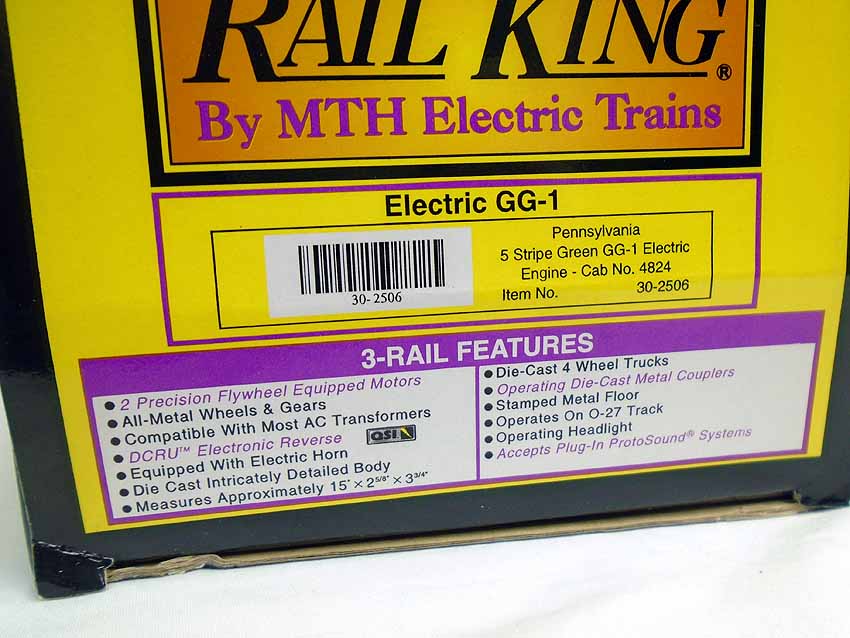 RAIL KING®
By MTH Electric Trains
Electric GG-1
30-2506
Pennsylvania
5 Stripe Green GG-1 Electric
Engine - Cab No. 4824
Item No. 30-2506
3-RAIL FEATURES
• 2 Precision Flywheel Equipped Motors
• All-Metal Wheels & Gears
• Compatible With Most AC Transformers
• DCRU™ Electronic Reverse QSI
• Equipped With Electric Horn
• Die Cast Intricately Detailed Body
• Measures Approximately 15" × 2 5/8" × 3 3/4"
• Die-Cast 4 Wheel Trucks
• Operating Die-Cast Metal Couplers
• Stamped Metal Floor
• Operates On O-27 Track
• Operating Headlight
• Accepts Plug-In ProtoSound® Systems